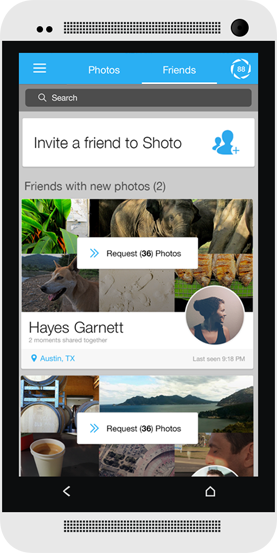 Photos
Friends
88
Search
Invite a friend to Shoto
Friends with new photos (2)
Request (36) Photos
Hayes Garnett
2 moments shared together
Austin, TX
Last seen 9:18 PM
Request (36) Photos